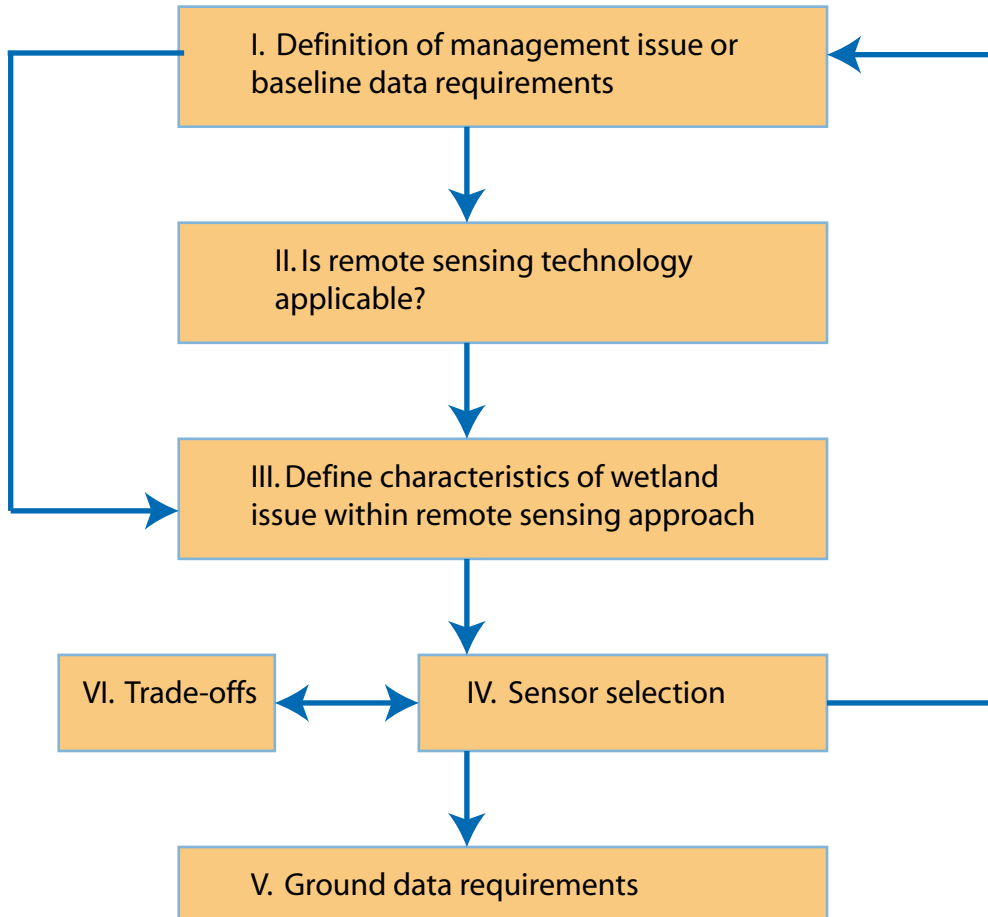 I. Definition of management issue or
baseline data requirements
II. Is remote sensing technology
applicable?
III. Define characteristics of wetland
issue within remote sensing approach
VI. Trade-offs
IV. Sensor selection
V. Ground data requirements